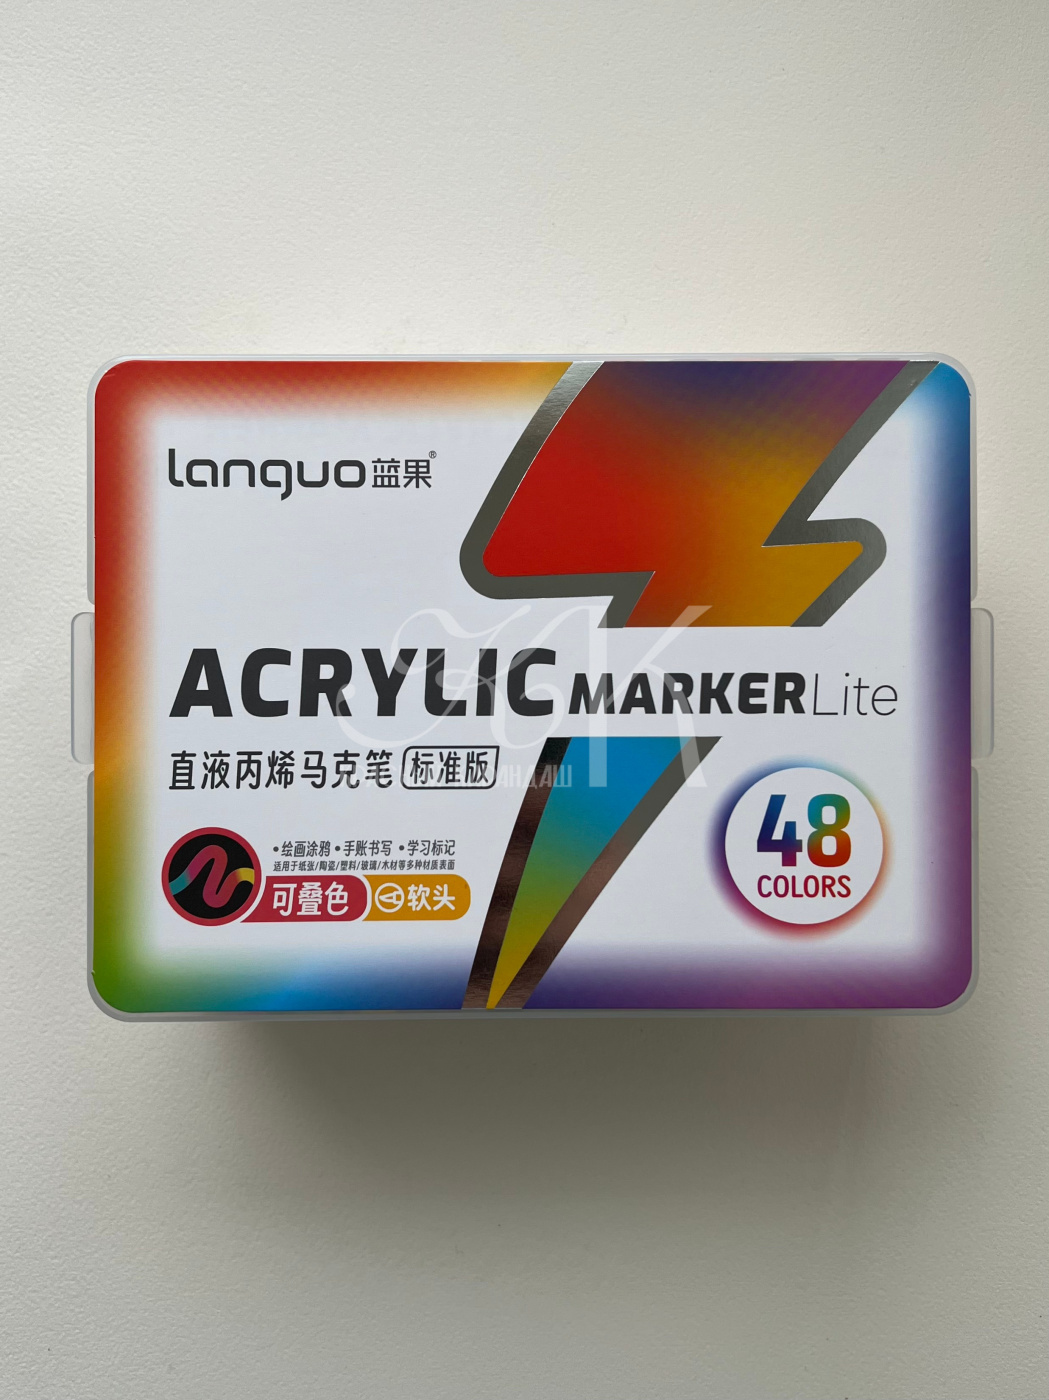 languo蓝果®
ACRYLIC MARKER Lite
直液丙烯马克笔 标准版
•绘画涂鸦 •手账书写 •学习标记
适用于纸张/陶瓷/塑料/玻璃/木材等多种材质表面
可叠色 软头
48
COLORS